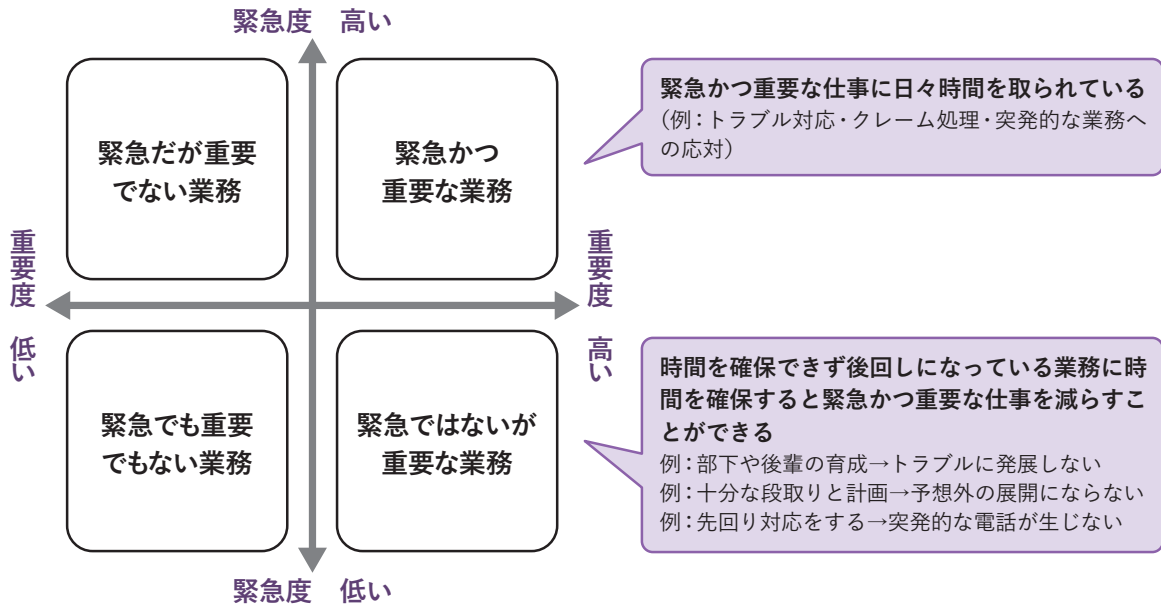 緊急度 高い
緊急だが重要
でない業務
緊急かつ
重要な業務
緊急かつ重要な仕事に日々時間を取られている
(例：トラブル対応・クレーム処理・突発的な業務へ
の応対)
重要度 低い
重要度 高い
緊急でも重要
でもない業務
緊急ではないが
重要な業務
時間を確保できず後回しになっている業務に時
間を確保すると緊急かつ重要な仕事を減らすこ
とができる
例：部下や後輩の育成→トラブルに発展しない
例：十分な段取りと計画→予想外の展開にならない
例：先回り対応をする→突発的な電話が生じない
緊急度 低い